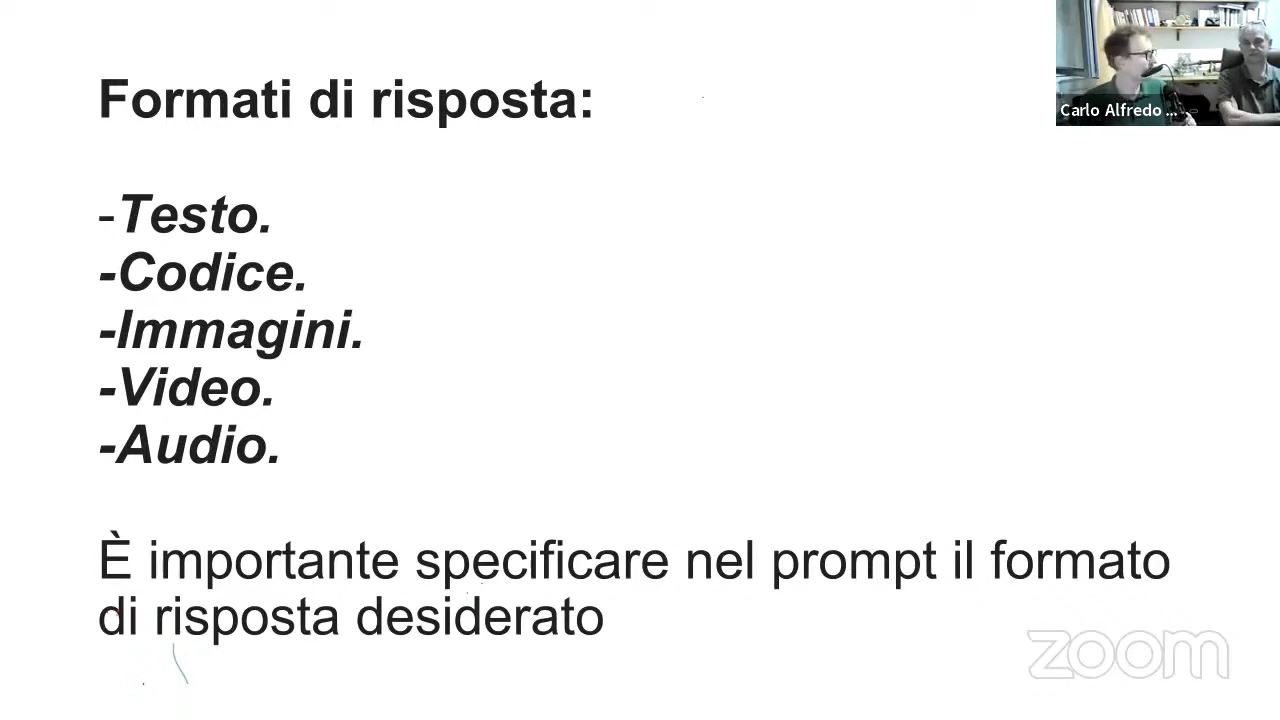 Formati di risposta:
Carlo Alfredo ...
-Testo.
-Codice.
-Immagini.
-Video.
-Audio.
È importante specificare nel prompt il formato
di risposta desiderato
zoom